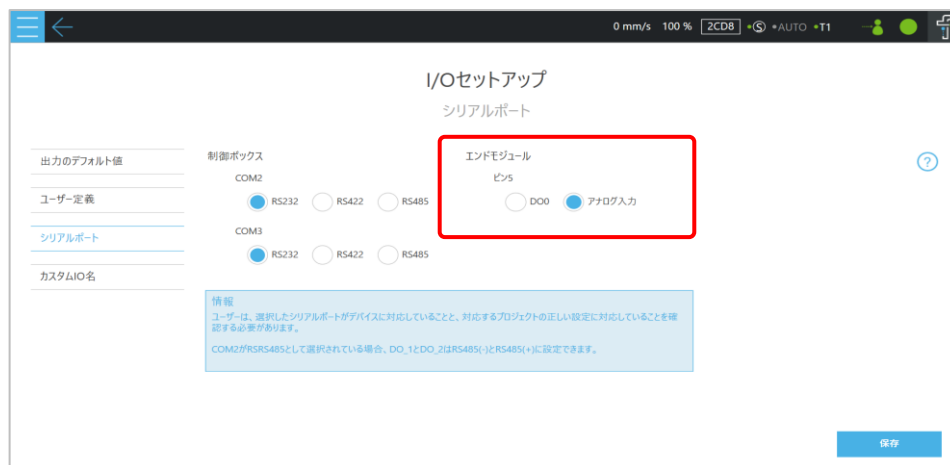 0 mm/s 100 % 2CD8 •Ⓢ •AUTO •T1
I/Oセットアップ
シリアルポート
出力のデフォルト値
ユーザー定義
シリアルポート
カスタムIO名
制御ボックス
COM2
RS232 RS422 RS485
COM3
RS232 RS422 RS485
エンドモジュール
ピン5
DO0 アナログ入力
?
情報
ユーザーは、選択したシリアルポートがデバイスに対応していることと、対応するプロジェクトの正しい設定に対応していることを確
認する必要があります。
COM2がRSRS485として選択されている場合、DO_1とDO_2はRS485(-)とRS485(+)に設定できます。
保存